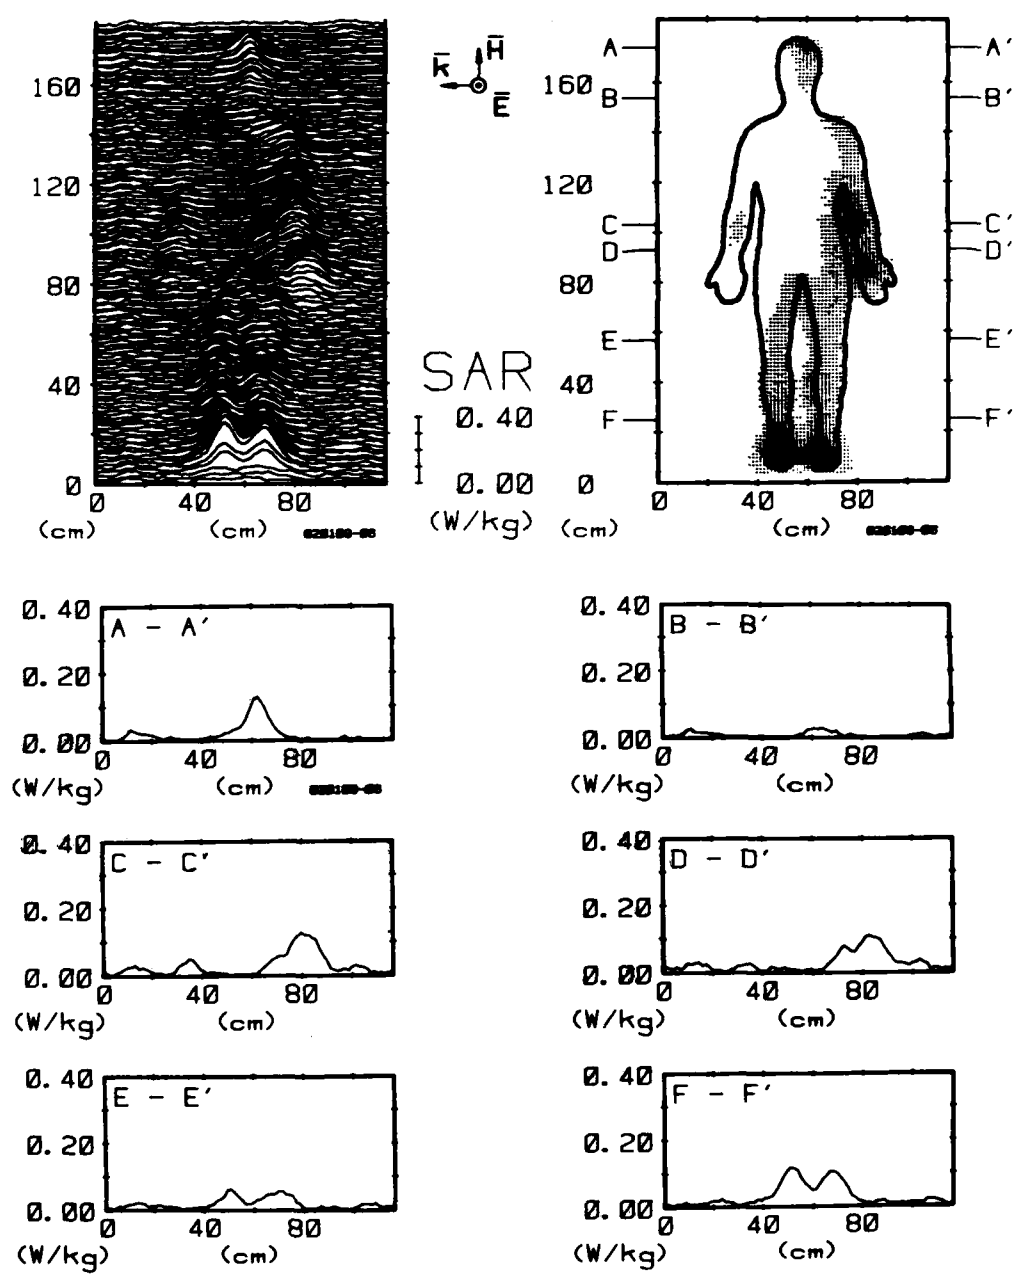 160
120
80
40
0
0 40 80
(cm) (cm)
k̄ H̄
Ē
SAR
0.40
0.00
(W/kg)
160
120
80
40
0
0 40 80
(cm) (cm)
A A′
B B′
C C′
D D′
E E′
F F′
0.40
A - A′
0.20
0.00
0 40 80
(W/kg) (cm)
0.40
B - B′
0.20
0.00
0 40 80
(W/kg) (cm)
0.40
C - C′
0.20
0.00
0 40 80
(W/kg) (cm)
0.40
D - D′
0.20
0.00
0 40 80
(W/kg) (cm)
0.40
E - E′
0.20
0.00
0 40 80
(W/kg) (cm)
0.40
F - F′
0.20
0.00
0 40 80
(W/kg) (cm)